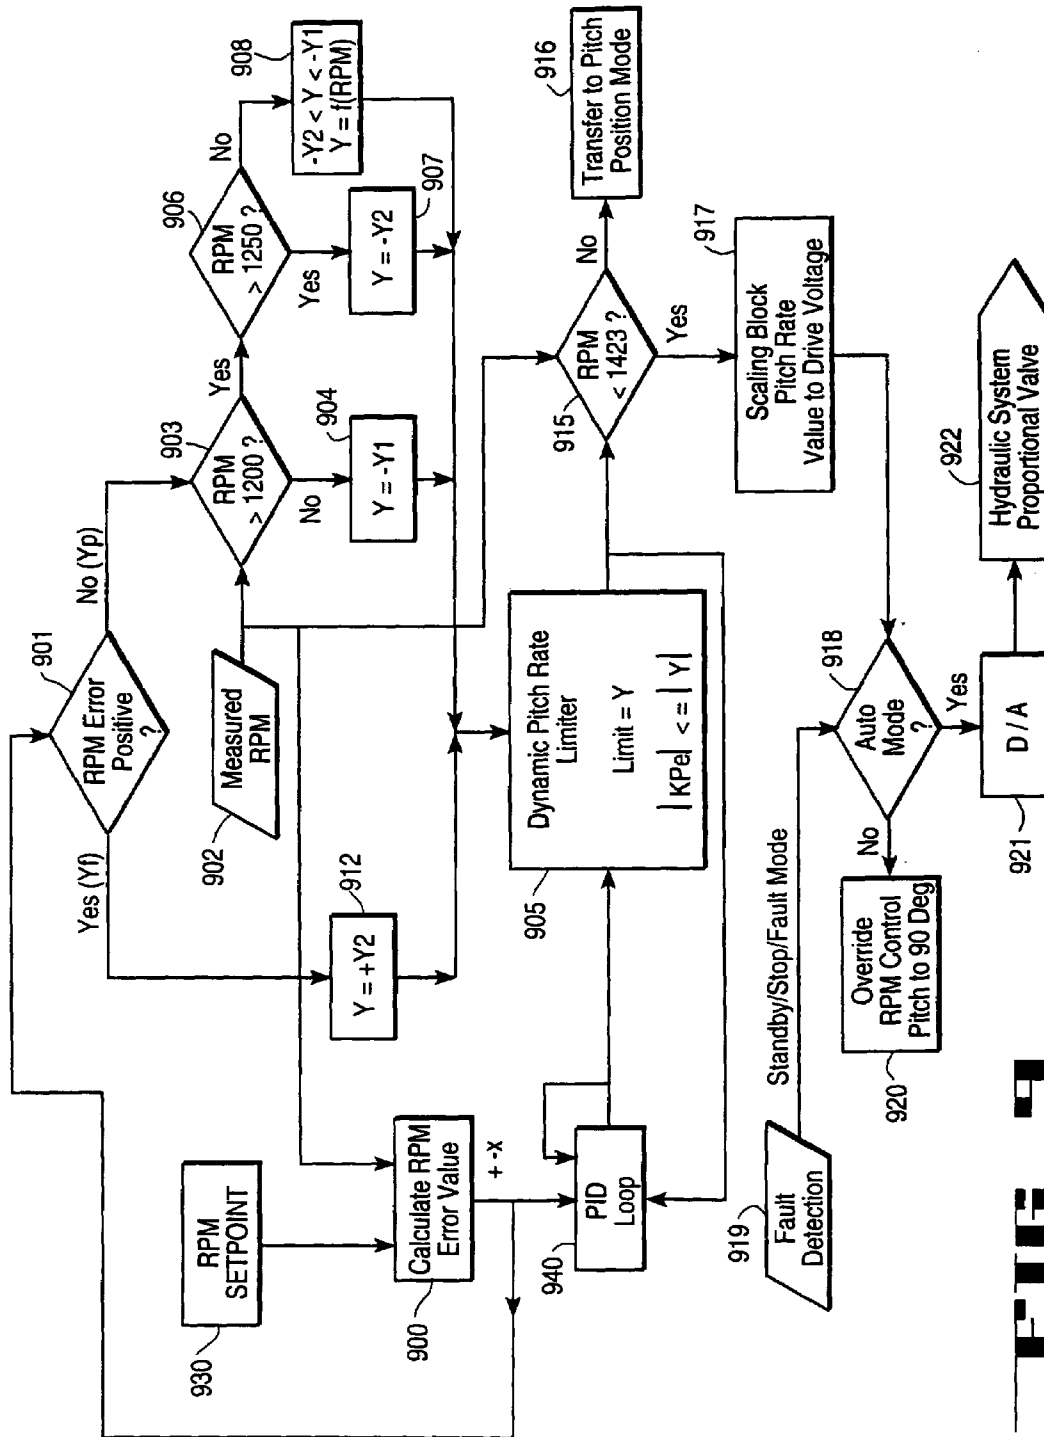 901
RPM Error
Positive
?
Yes (Yf)
No (Yp)
902
Measured
RPM
903
RPM
> 1200 ?
Yes
No
904
Y = -Y1
906
RPM
> 1250 ?
No
Yes
907
Y = -Y2
908
-Y2 < Y < -Y1
Y = f(RPM)
912
Y = +Y2
930
RPM
SETPOINT
900
Calculate RPM
Error Value
+ -x
940
PID
Loop
905
Dynamic Pitch Rate
Limiter
Limit = Y
|KPe| <= | Y |
915
RPM
< 1423 ?
No
Yes
916
Transfer to Pitch
Position Mode
917
Scaling Block
Pitch Rate
Value to Drive Voltage
919
Fault
Detection
Standby/Stop/Fault Mode
918
Auto
Mode
?
No
Yes
920
Override
RPM Control
Pitch to 90 Deg
921
D / A
922
Hydraulic System
Proportional Valve